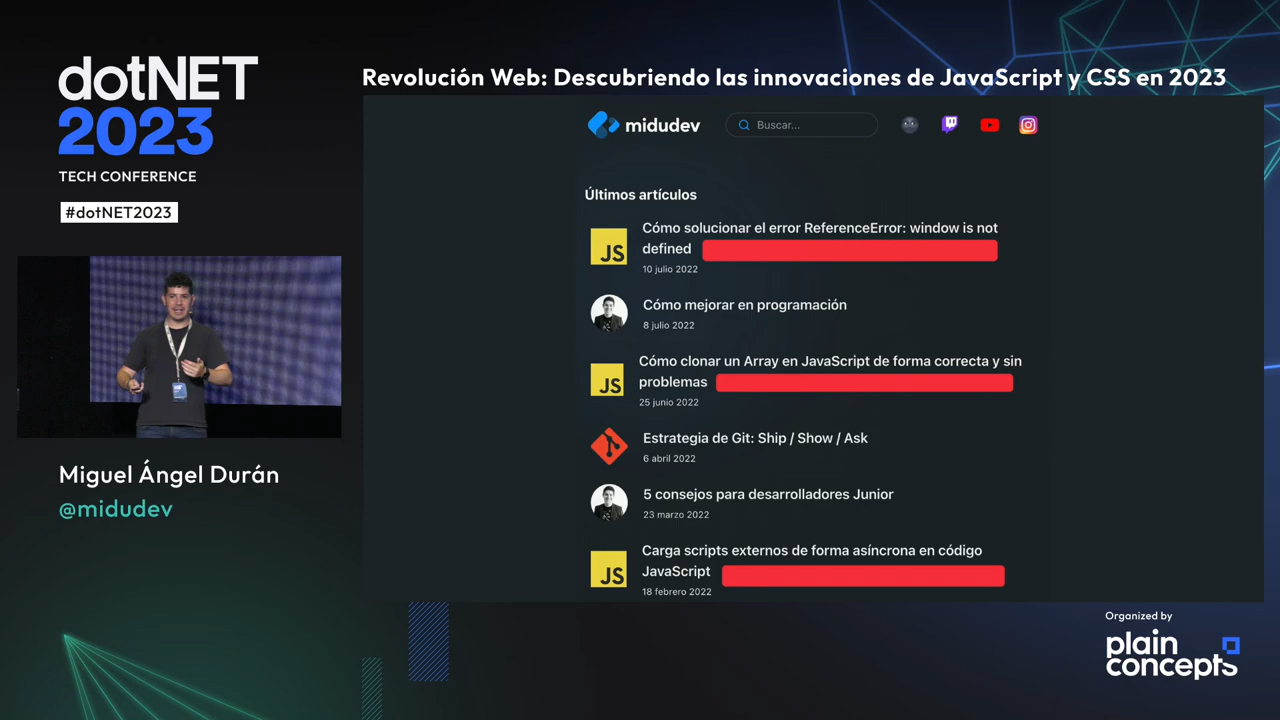 dotNET
2023
TECH CONFERENCE
#dotNET2023
Miguel Ángel Durán
@midudev
Revolución Web: Descubriendo las innovaciones de JavaScript y CSS en 2023
midudev
Buscar...
Últimos artículos
JS
Cómo solucionar el error ReferenceError: window is not
defined
10 julio 2022
Cómo mejorar en programación
8 julio 2022
JS
Cómo clonar un Array en JavaScript de forma correcta y sin
problemas
25 junio 2022
Estrategia de Git: Ship / Show / Ask
6 abril 2022
5 consejos para desarrolladores Junior
23 marzo 2022
JS
Carga scripts externos de forma asíncrona en código
JavaScript
18 febrero 2022
Organized by
plain
concepts